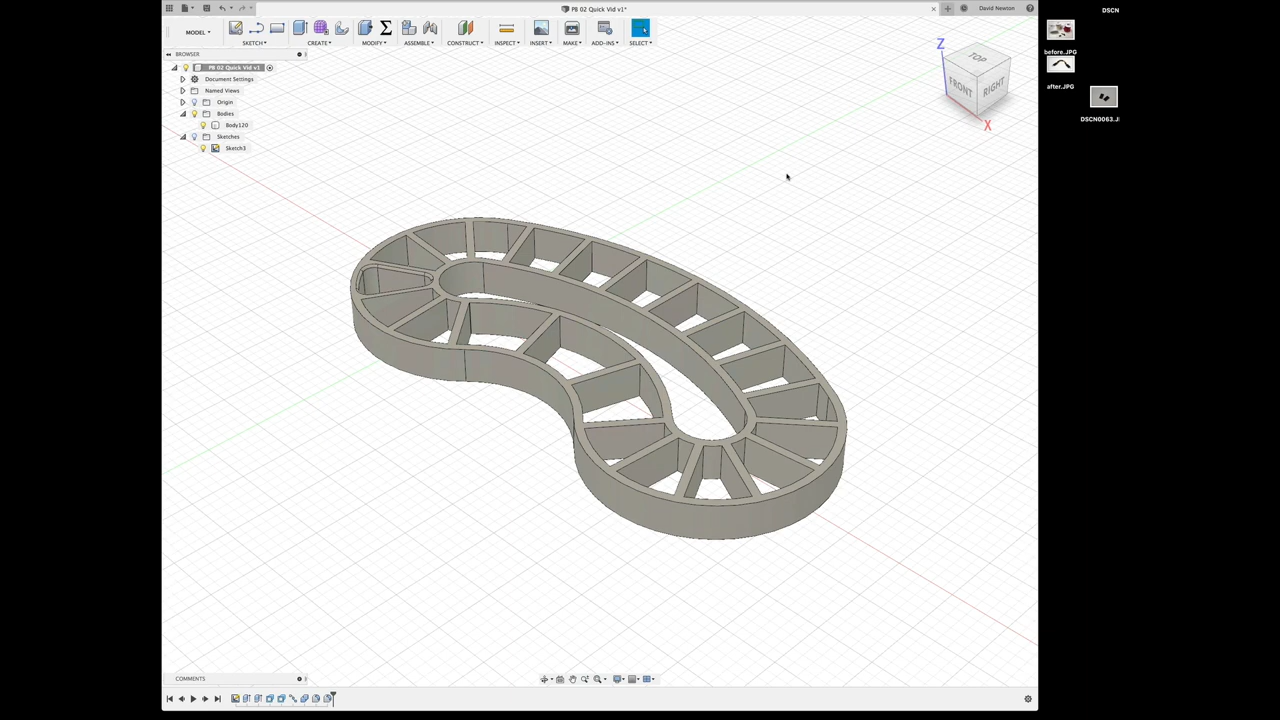 P8 02 Quick Vid v1*
David Newton
MODEL
SKETCH
CREATE
MODIFY
ASSEMBLE
CONSTRUCT
INSPECT
INSERT
MAKE
ADD-INS
SELECT
BROWSER
P8 02 Quick Vid v1
Document Settings
Named Views
Origin
Bodies
Body120
Sketches
Sketch3
Z
TOP
FRONT
RIGHT
X
DSCN
before.JPG
after.JPG
DSCN0063.J
COMMENTS